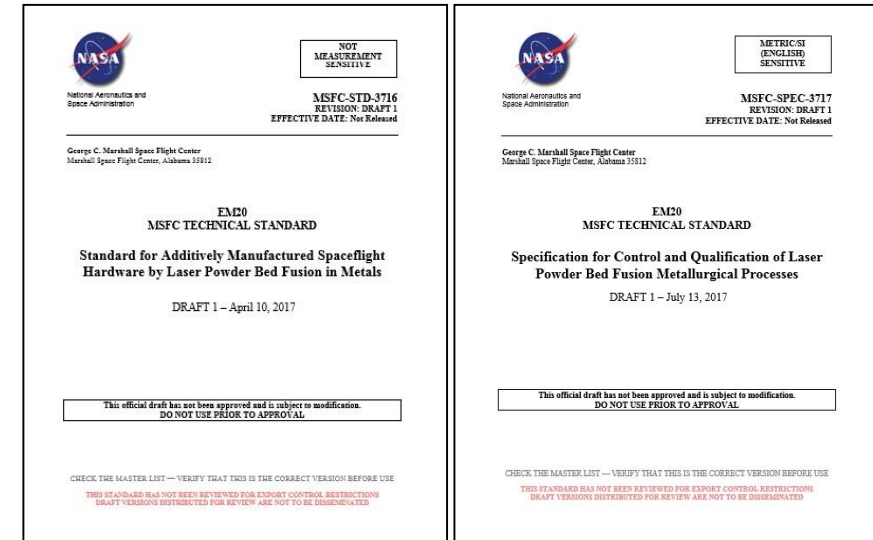 NASA
NOT
MEASUREMENT
SENSITIVE
National Aeronautics and
Space Administration
MSFC-STD-3716
REVISION: DRAFT 1
EFFECTIVE DATE: Not Released
George C. Marshall Space Flight Center
Marshall Space Flight Center, Alabama 35812
EM20
MSFC TECHNICAL STANDARD
Standard for Additively Manufactured Spaceflight
Hardware by Laser Powder Bed Fusion in Metals
DRAFT 1 – April 10, 2017
This official draft has not been approved and is subject to modification.
DO NOT USE PRIOR TO APPROVAL
CHECK THE MASTER LIST — VERIFY THAT THIS IS THE CORRECT VERSION BEFORE USE
THIS STANDARD HAS NOT BEEN REVIEWED FOR EXPORT CONTROL RESTRICTIONS
DRAFT VERSIONS DISTRIBUTED FOR REVIEW ARE NOT TO BE DISSEMINATED
NASA
METRIC/SI
(ENGLISH)
SENSITIVE
National Aeronautics and
Space Administration
MSFC-SPEC-3717
REVISION: DRAFT 1
EFFECTIVE DATE: Not Released
George C. Marshall Space Flight Center
Marshall Space Flight Center, Alabama 35812
EM20
MSFC TECHNICAL STANDARD
Specification for Control and Qualification of Laser
Powder Bed Fusion Metallurgical Processes
DRAFT 1 – July 13, 2017
This official draft has not been approved and is subject to modification.
DO NOT USE PRIOR TO APPROVAL
CHECK THE MASTER LIST — VERIFY THAT THIS IS THE CORRECT VERSION BEFORE USE
THIS STANDARD HAS NOT BEEN REVIEWED FOR EXPORT CONTROL RESTRICTIONS
DRAFT VERSIONS DISTRIBUTED FOR REVIEW ARE NOT TO BE DISSEMINATED